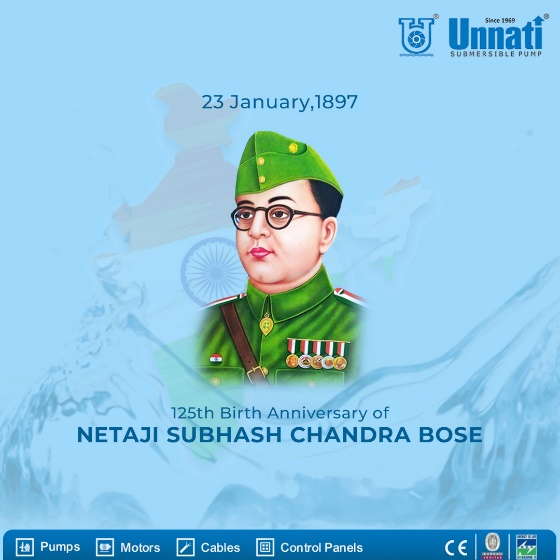 Since 1969
Unnati
SUBMERSIBLE PUMP
23 January,1897
125th Birth Anniversary of
NETAJI SUBHASH CHANDRA BOSE
Pumps Motors Cables Control Panels CE